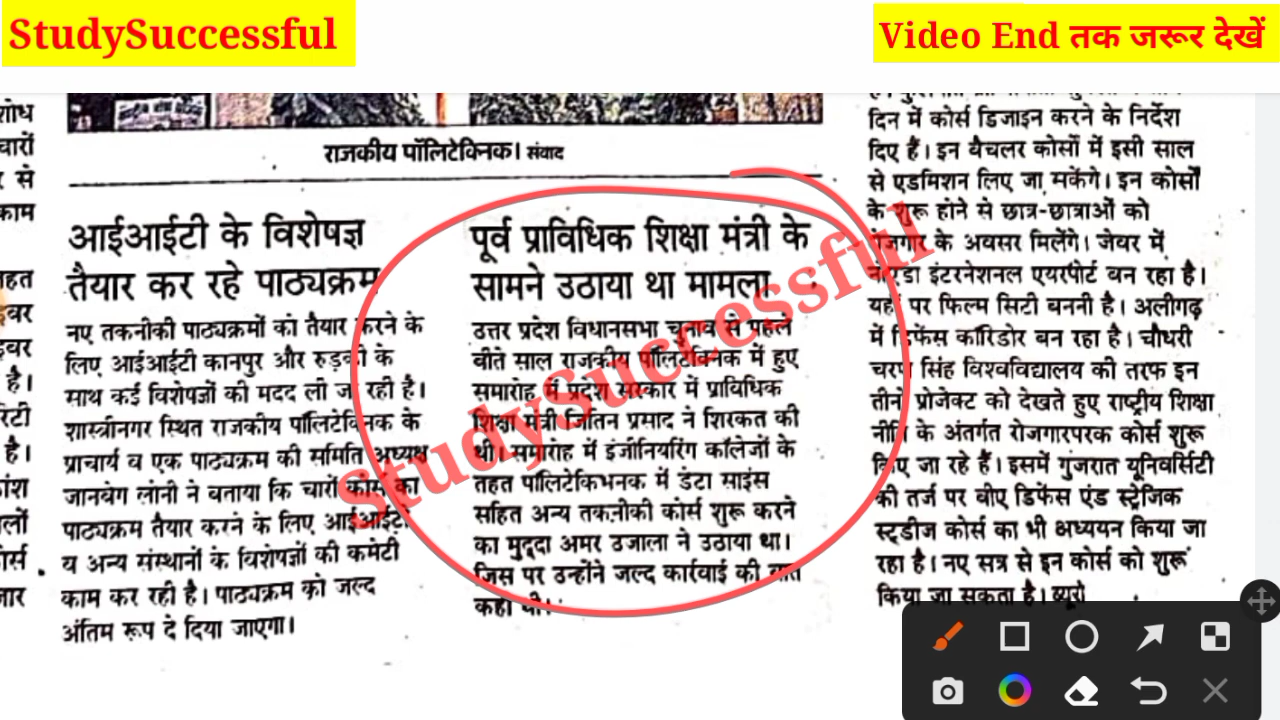 StudySuccessful
Video End तक जरूर देखें
राजकीय पॉलिटेक्निक। संवाद
शोध
चारों
र से
काम
है।
है।
आईआईटी के विशेषज्ञ
तैयार कर रहे पाठ्यक्रम
नए तकनीकी पाठ्यक्रमों को तैयार करने के
लिए आईआईटी कानपुर और रुड़की के
साथ कई विशेषज्ञों की मदद ली जा रही है।
शास्त्रीनगर स्थित राजकीय पॉलिटेक्निक के
प्राचार्य व एक पाठ्यक्रम की समिति अध्यक्ष
जानबेग लोनी ने बताया कि चारों कोर्स का
पाठ्यक्रम तैयार करने के लिए आईआईटी
व अन्य संस्थानों के विशेषज्ञों की कमेटी
काम कर रही है। पाठ्यक्रम को जल्द
अंतिम रूप दे दिया जाएगा।
पूर्व प्राविधिक शिक्षा मंत्री के
सामने उठाया था मामला
उत्तर प्रदेश विधानसभा चुनाव से पहले
बीते साल राजकीय पॉलिटेक्निक में हुए
समारोह में प्रदेश सरकार में प्राविधिक
शिक्षा मंत्री जितिन प्रसाद ने शिरकत की
थी। समारोह में इंजीनियरिंग कॉलेजों के
तहत पॉलिटेकिभनक में डेटा साइंस
सहित अन्य तकनीकी कोर्स शुरू करने
का मुद्दा अमर उजाला ने उठाया था।
जिस पर उन्होंने जल्द कार्रवाई की बात
कही थी।
दिन में कोर्स डिजाइन करने के निर्देश
दिए हैं। इन बैचलर कोर्सों में इसी साल
से एडमिशन लिए जा सकेंगे। इन कोर्सों
के शुरू होने से छात्र-छात्राओं को
रोजगार के अवसर मिलेंगे। जेवर में
नोएडा इंटरनेशनल एयरपोर्ट बन रहा है।
यहां पर फिल्म सिटी बननी है। अलीगढ़
में डिफेंस कॉरिडोर बन रहा है। चौधरी
चरण सिंह विश्वविद्यालय की तरफ इन
तीनों प्रोजेक्ट को देखते हुए राष्ट्रीय शिक्षा
नीति के अंतर्गत रोजगारपरक कोर्स शुरू
किए जा रहे हैं। इसमें गुजरात यूनिवर्सिटी
की तर्ज पर बीए डिफेंस एंड स्ट्रेजिक
स्टडीज कोर्स का भी अध्ययन किया जा
रहा है। नए सत्र से इन कोर्स को शुरू
किया जा सकता है। ब्यूरो
StudySuccessful